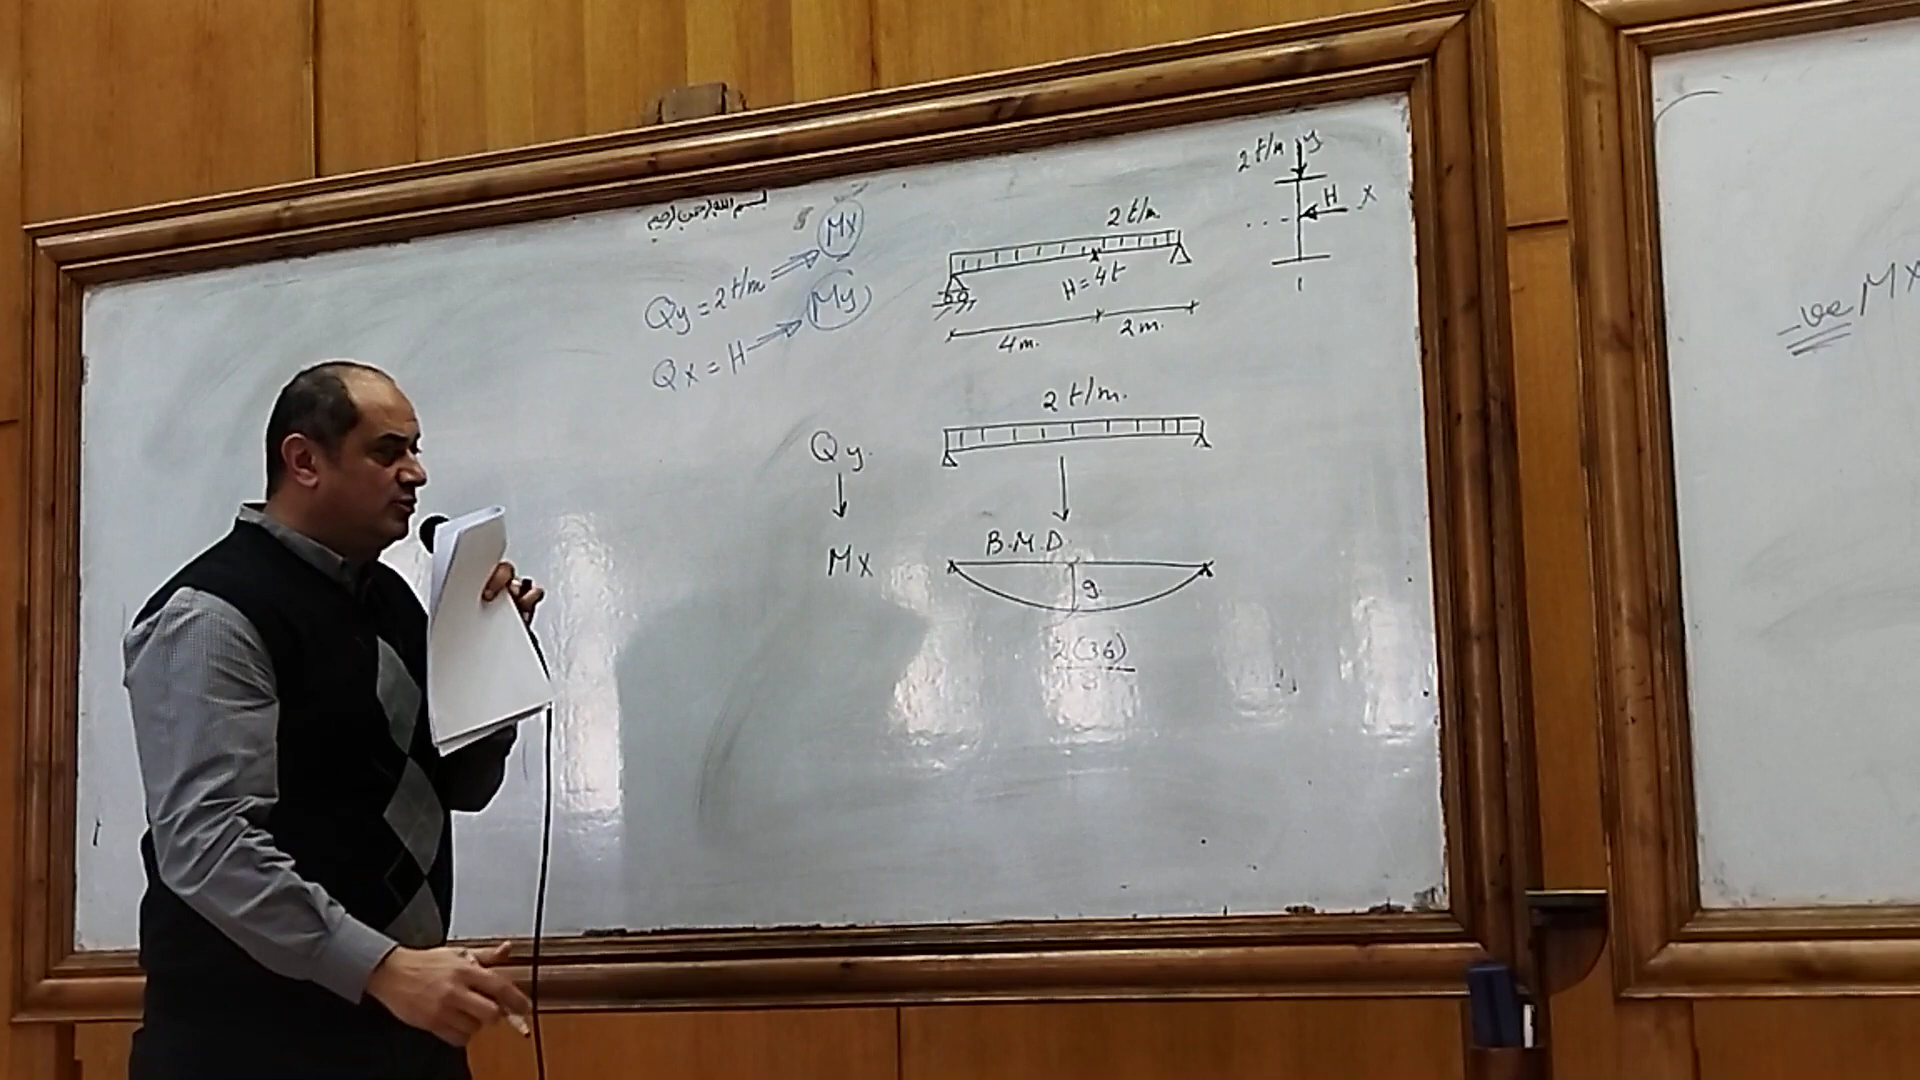 بسم الله الرحمن الرحيم
Qy = 2 t/m ⇒ Mx
Qx = H ⇒ My
2 t/m
H = 4t
4m. 2m.
2 t/m y
H X
2 t/m.
Qy.
↓
Mx
B.M.D.
9
2(36)
-ve Mx